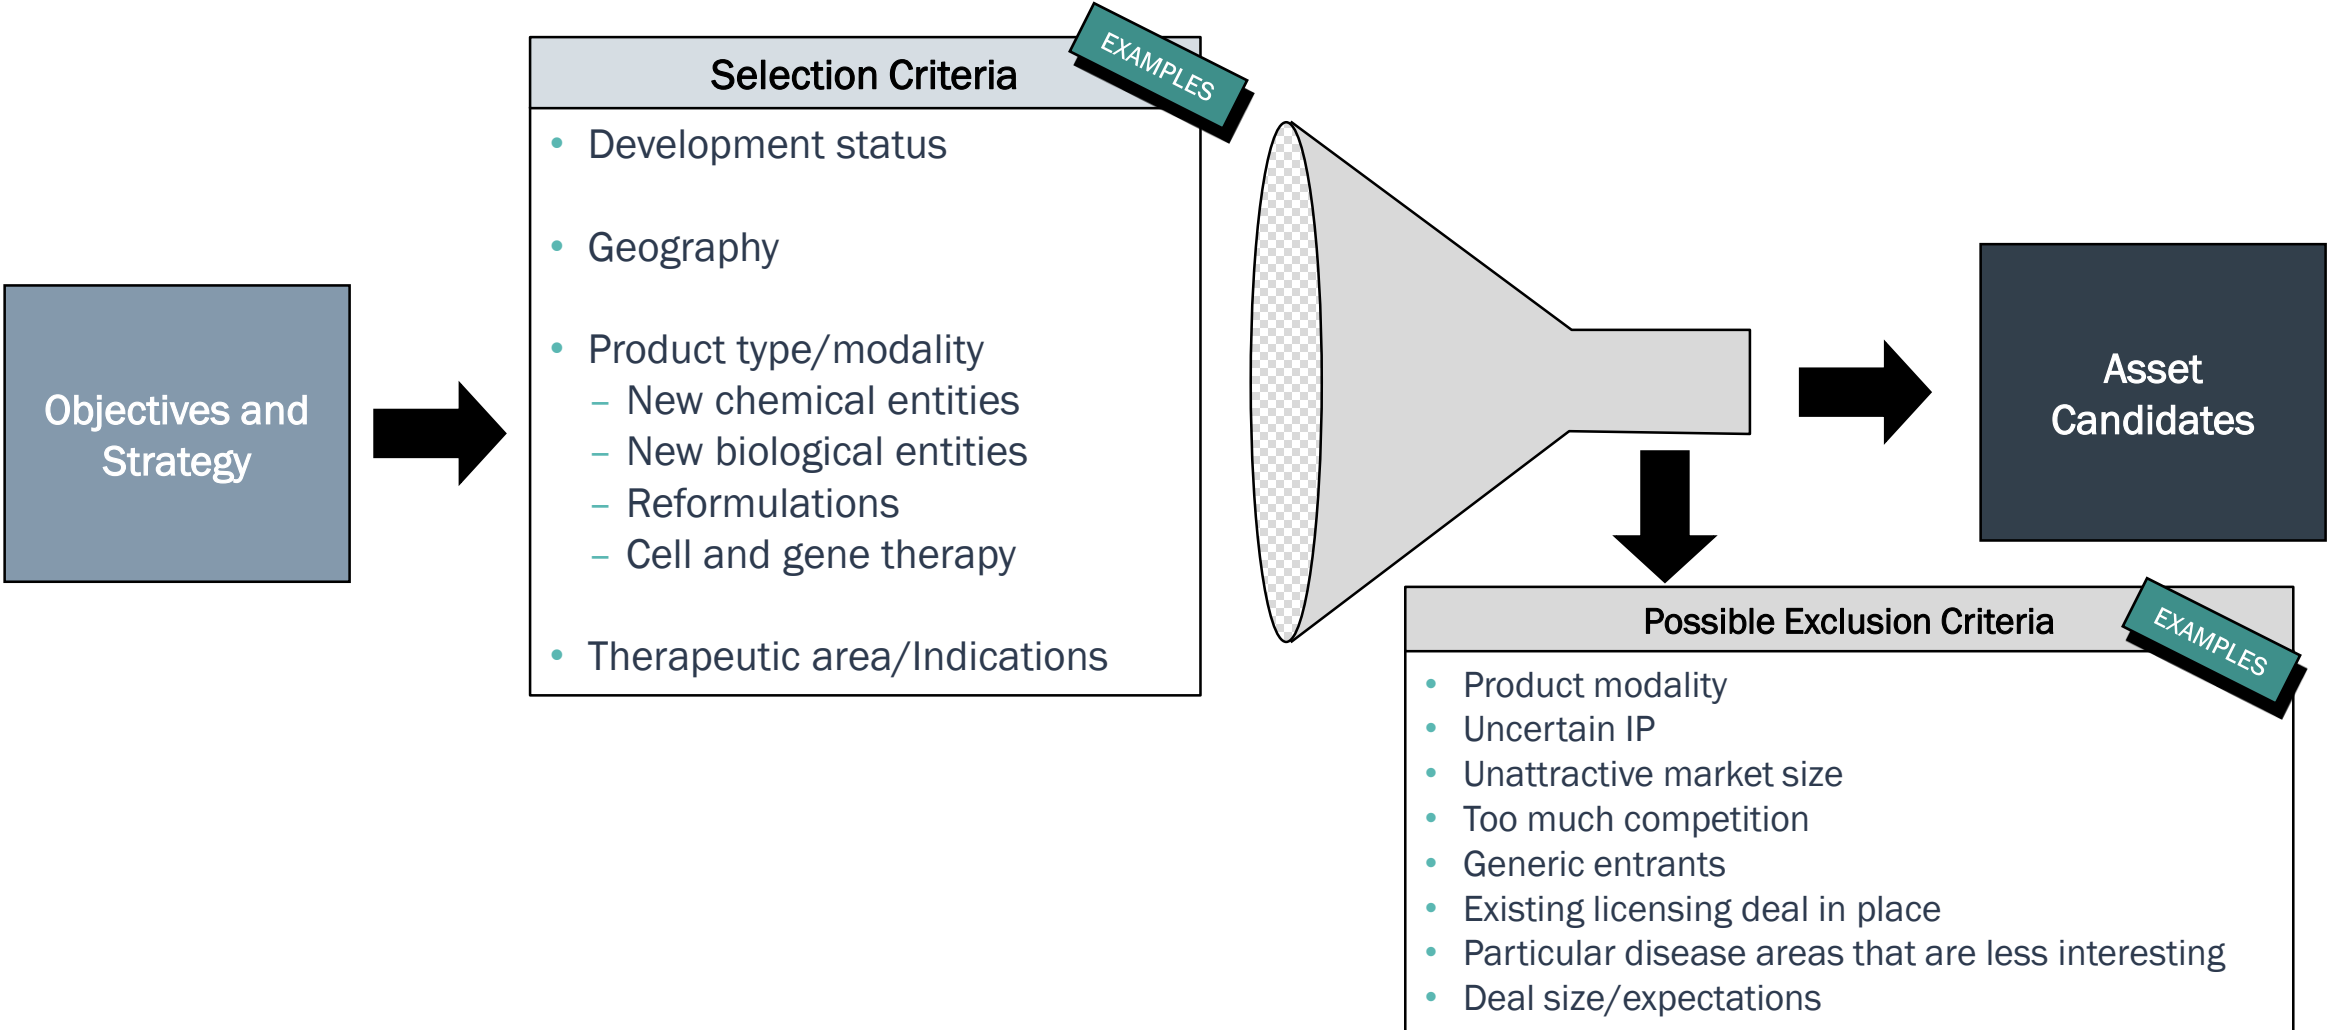 Objectives and
Strategy
Selection Criteria
EXAMPLES
• Development status
• Geography
• Product type/modality
– New chemical entities
– New biological entities
– Reformulations
– Cell and gene therapy
• Therapeutic area/Indications
Asset
Candidates
Possible Exclusion Criteria
EXAMPLES
• Product modality
• Uncertain IP
• Unattractive market size
• Too much competition
• Generic entrants
• Existing licensing deal in place
• Particular disease areas that are less interesting
• Deal size/expectations